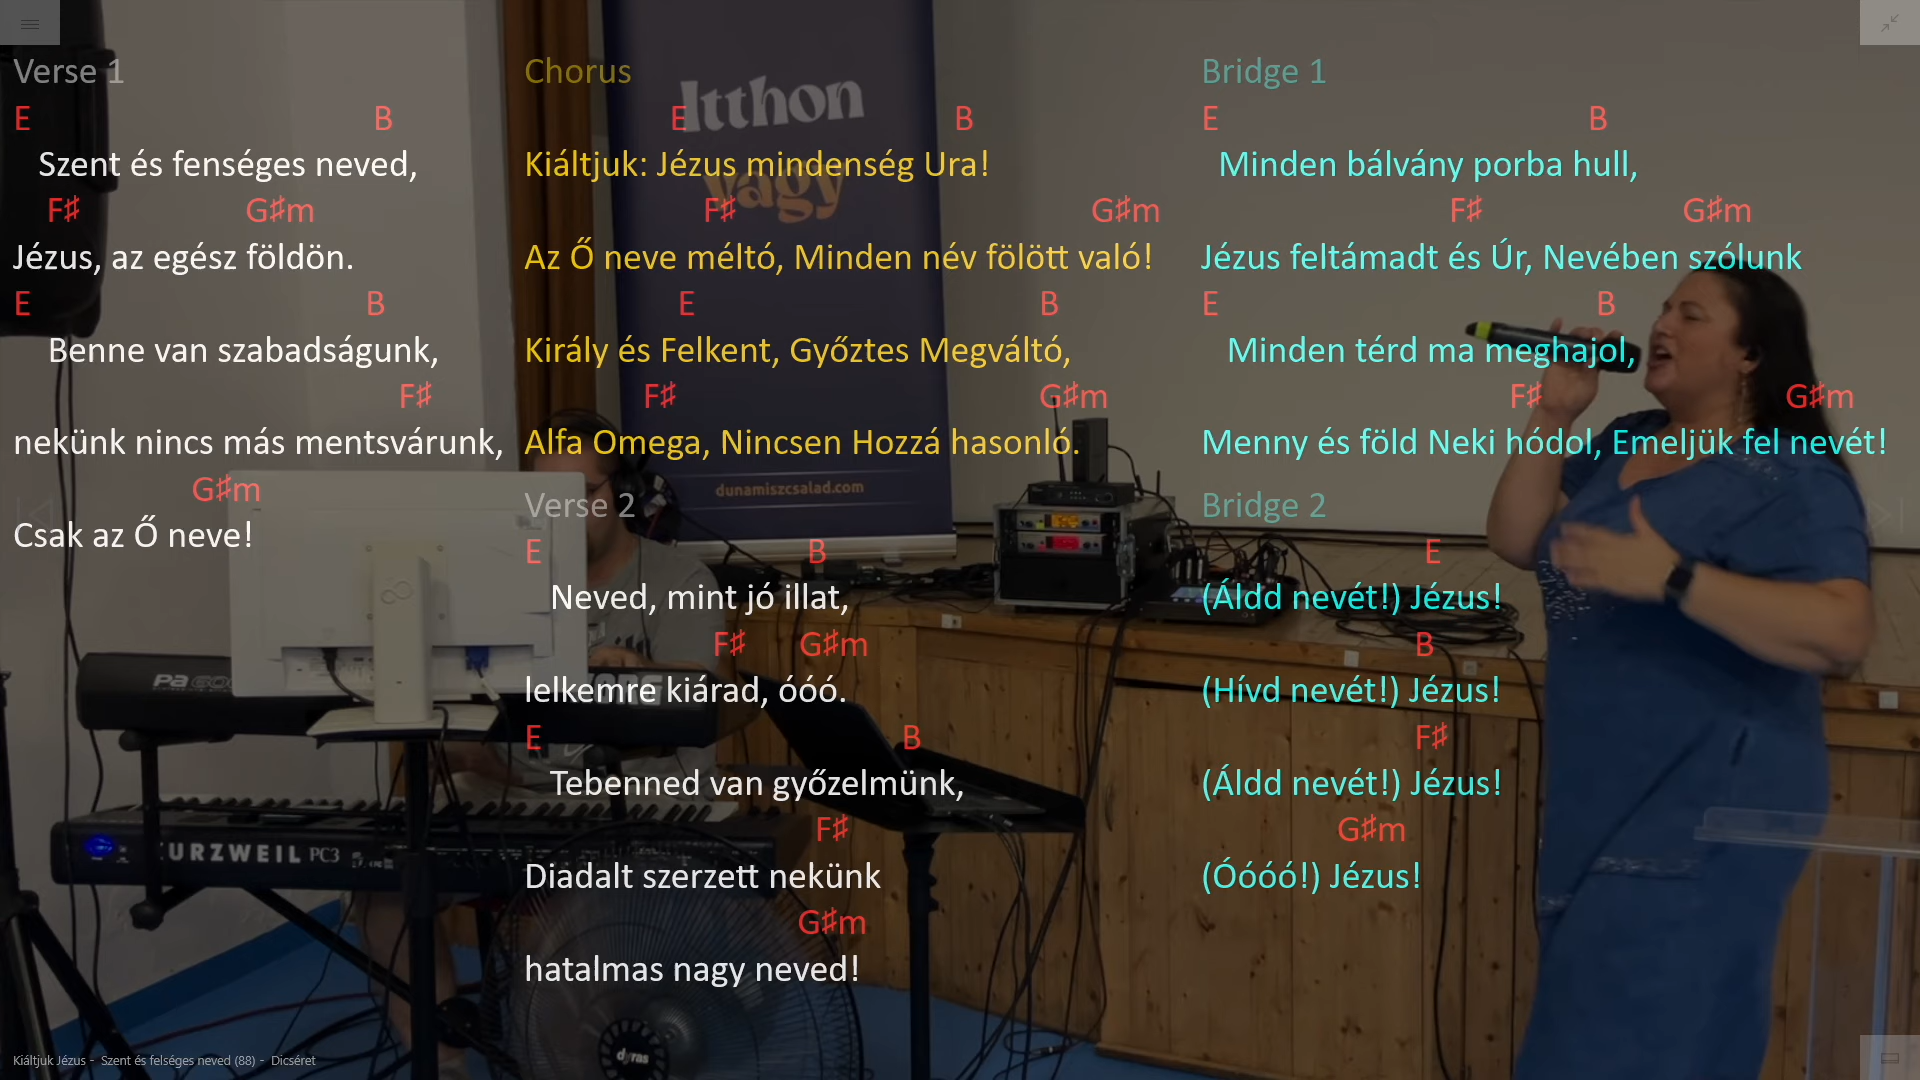 Verse 1
E B
Szent és fenséges neved,
F♯ G♯m
Jézus, az egész földön.
E B
Benne van szabadságunk,
F♯
nekünk nincs más mentsvárunk,
G♯m
Csak az Ő neve!
Chorus
E B
Kiáltjuk: Jézus mindenség Ura!
F♯ G♯m
Az Ő neve méltó, Minden név fölött való!
E B
Király és Felkent, Győztes Megváltó,
F♯ G♯m
Alfa Omega, Nincsen Hozzá hasonló.
Verse 2
E B
Neved, mint jó illat,
F♯ G♯m
lelkemre kiárad, óóó.
E B
Tebenned van győzelmünk,
F♯
Diadalt szerzett nekünk
G♯m
hatalmas nagy neved!
Bridge 1
E B
Minden bálvány porba hull,
F♯ G♯m
Jézus feltámadt és Úr, Nevében szólunk
E B
Minden térd ma meghajol,
F♯ G♯m
Menny és föld Neki hódol, Emeljük fel nevét!
Bridge 2
E
(Áldd nevét!) Jézus!
B
(Hívd nevét!) Jézus!
F♯
(Áldd nevét!) Jézus!
G♯m
(Óóóó!) Jézus!
Itthon
vagy
dunamiszcsalad.com
KORG
KURZWEIL PC3
dyras
Kiáltjuk Jézus - Szent és felséges neved (88) - Dicséret